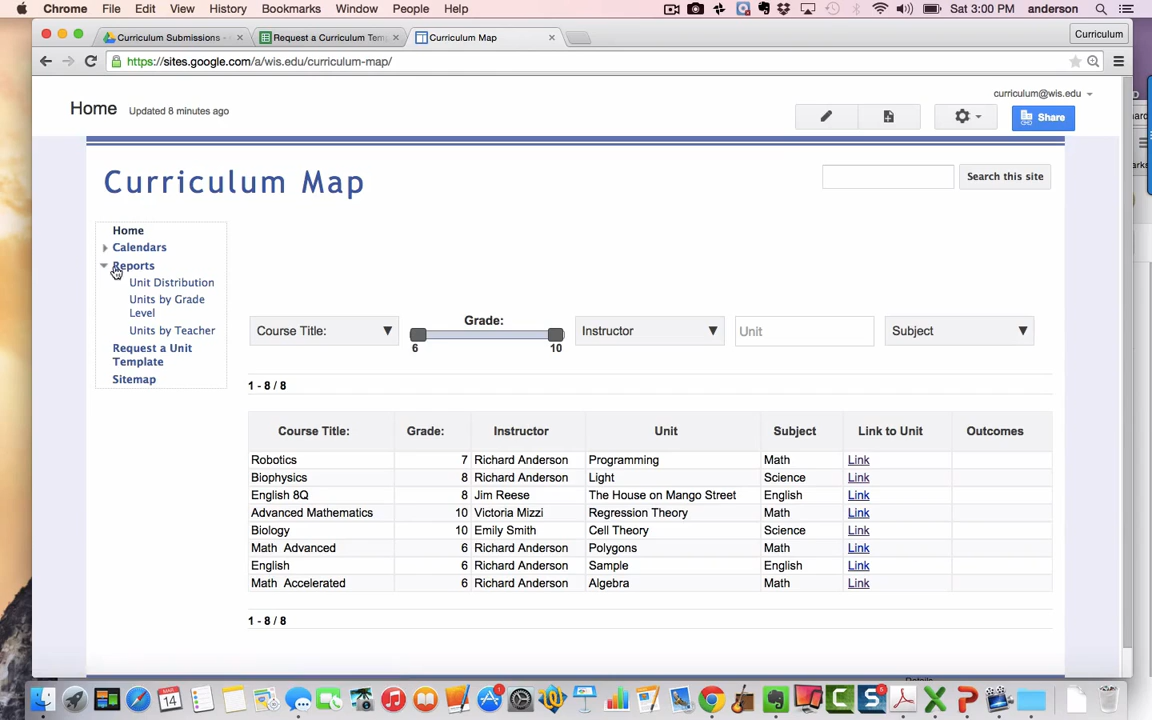 Chrome File Edit View History Bookmarks Window People Help Sat 3:00 PM anderson
Curriculum Submissions - Request a Curriculum Temp Curriculum Map Curriculum
https://sites.google.com/a/wis.edu/curriculum-map/
curriculum@wis.edu
Home Updated 8 minutes ago
Share
Curriculum Map
Search this site
Home
Calendars
Reports
Unit Distribution
Units by Grade
Level
Units by Teacher
Request a Unit
Template
Sitemap
Grade:
Course Title: Instructor Unit Subject
6 10
1 - 8 / 8
Course Title: Grade: Instructor Unit Subject Link to Unit Outcomes
Robotics 7 Richard Anderson Programming Math Link
Biophysics 8 Richard Anderson Light Science Link
English 8Q 8 Jim Reese The House on Mango Street English Link
Advanced Mathematics 10 Victoria Mizzi Regression Theory Math Link
Biology 10 Emily Smith Cell Theory Science Link
Math Advanced 6 Richard Anderson Polygons Math Link
English 6 Richard Anderson Sample English Link
Math Accelerated 6 Richard Anderson Algebra Math Link
1 - 8 / 8